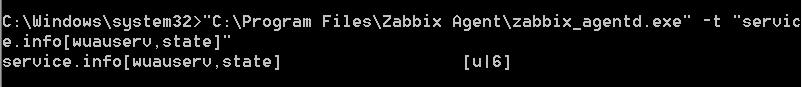 C:\Windows\system32>"C:\Program Files\Zabbix Agent\zabbix_agentd.exe" -t "servic
e.info[wuauserv,state]"
service.info[wuauserv,state]                  [u|6]